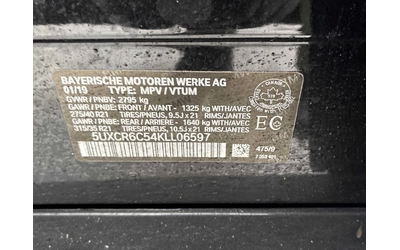 BAYERISCHE MOTOREN WERKE AG
01/19 TYPE: MPV / VTUM
GVWR / PNBV: 2795 kg
GAWR / PNBE: FRONT / AVANT - 1325 kg WITH/AVEC
275/40 R21 TIRES/PNEUS, 9.5J x 21 RIMS/JANTES
GAWR / PNBE: REAR / ARRIERE - 1640 kg WITH/AVEC
315/35 R21 TIRES/PNEUS, 10.5J x 21 RIMS/JANTES
5UXCR6C54KLL06597
EC
475/9